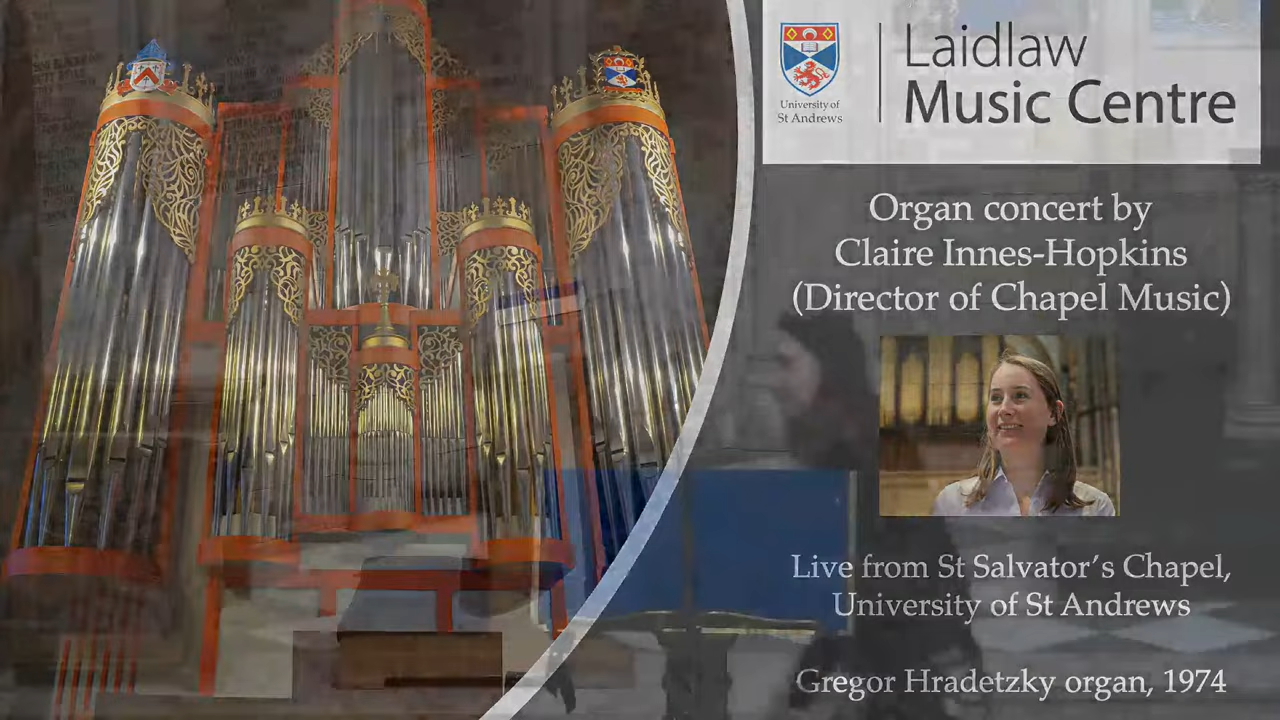 University of
St Andrews
Laidlaw
Music Centre
Organ concert by
Claire Innes-Hopkins
(Director of Chapel Music)
Live from St Salvator's Chapel,
University of St Andrews
Gregor Hradetzky organ, 1974